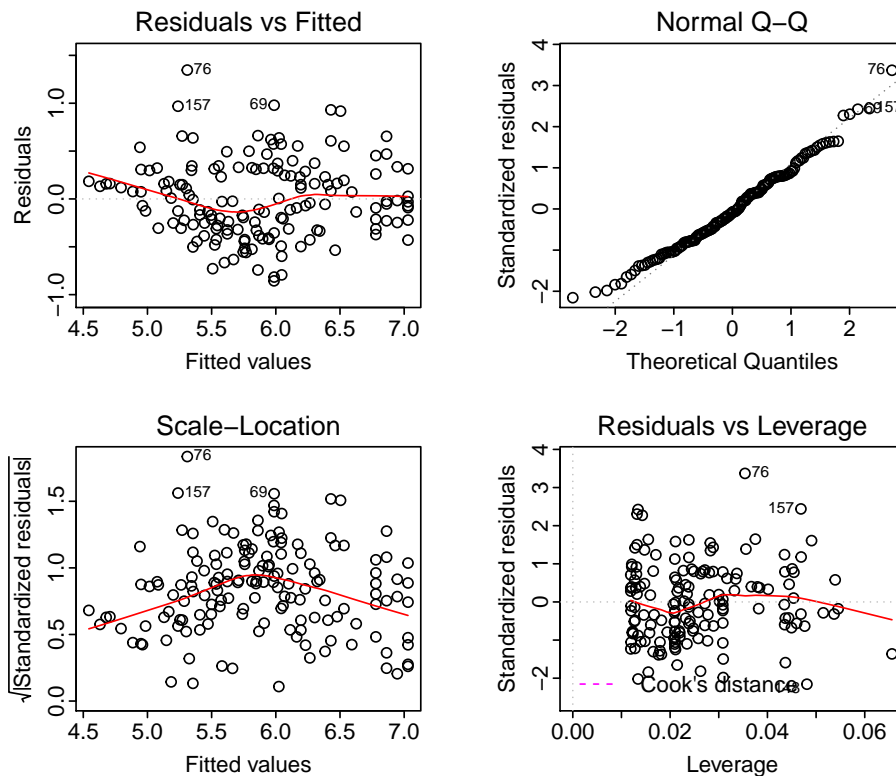 Residuals vs Fitted
Residuals
1.0
0.0
−1.0
76
157
69
4.5 5.0 5.5 6.0 6.5 7.0
Fitted values
Normal Q−Q
Standardized residuals
4
3
2
1
0
−2
76
69
157
−2 −1 0 1 2
Theoretical Quantiles
Scale−Location
√|Standardized residuals|
1.5
1.0
0.5
0.0
76
157
69
4.5 5.0 5.5 6.0 6.5 7.0
Fitted values
Residuals vs Leverage
Standardized residuals
4
3
2
1
0
−2
76
157
Cook's distance
0.00 0.02 0.04 0.06
Leverage